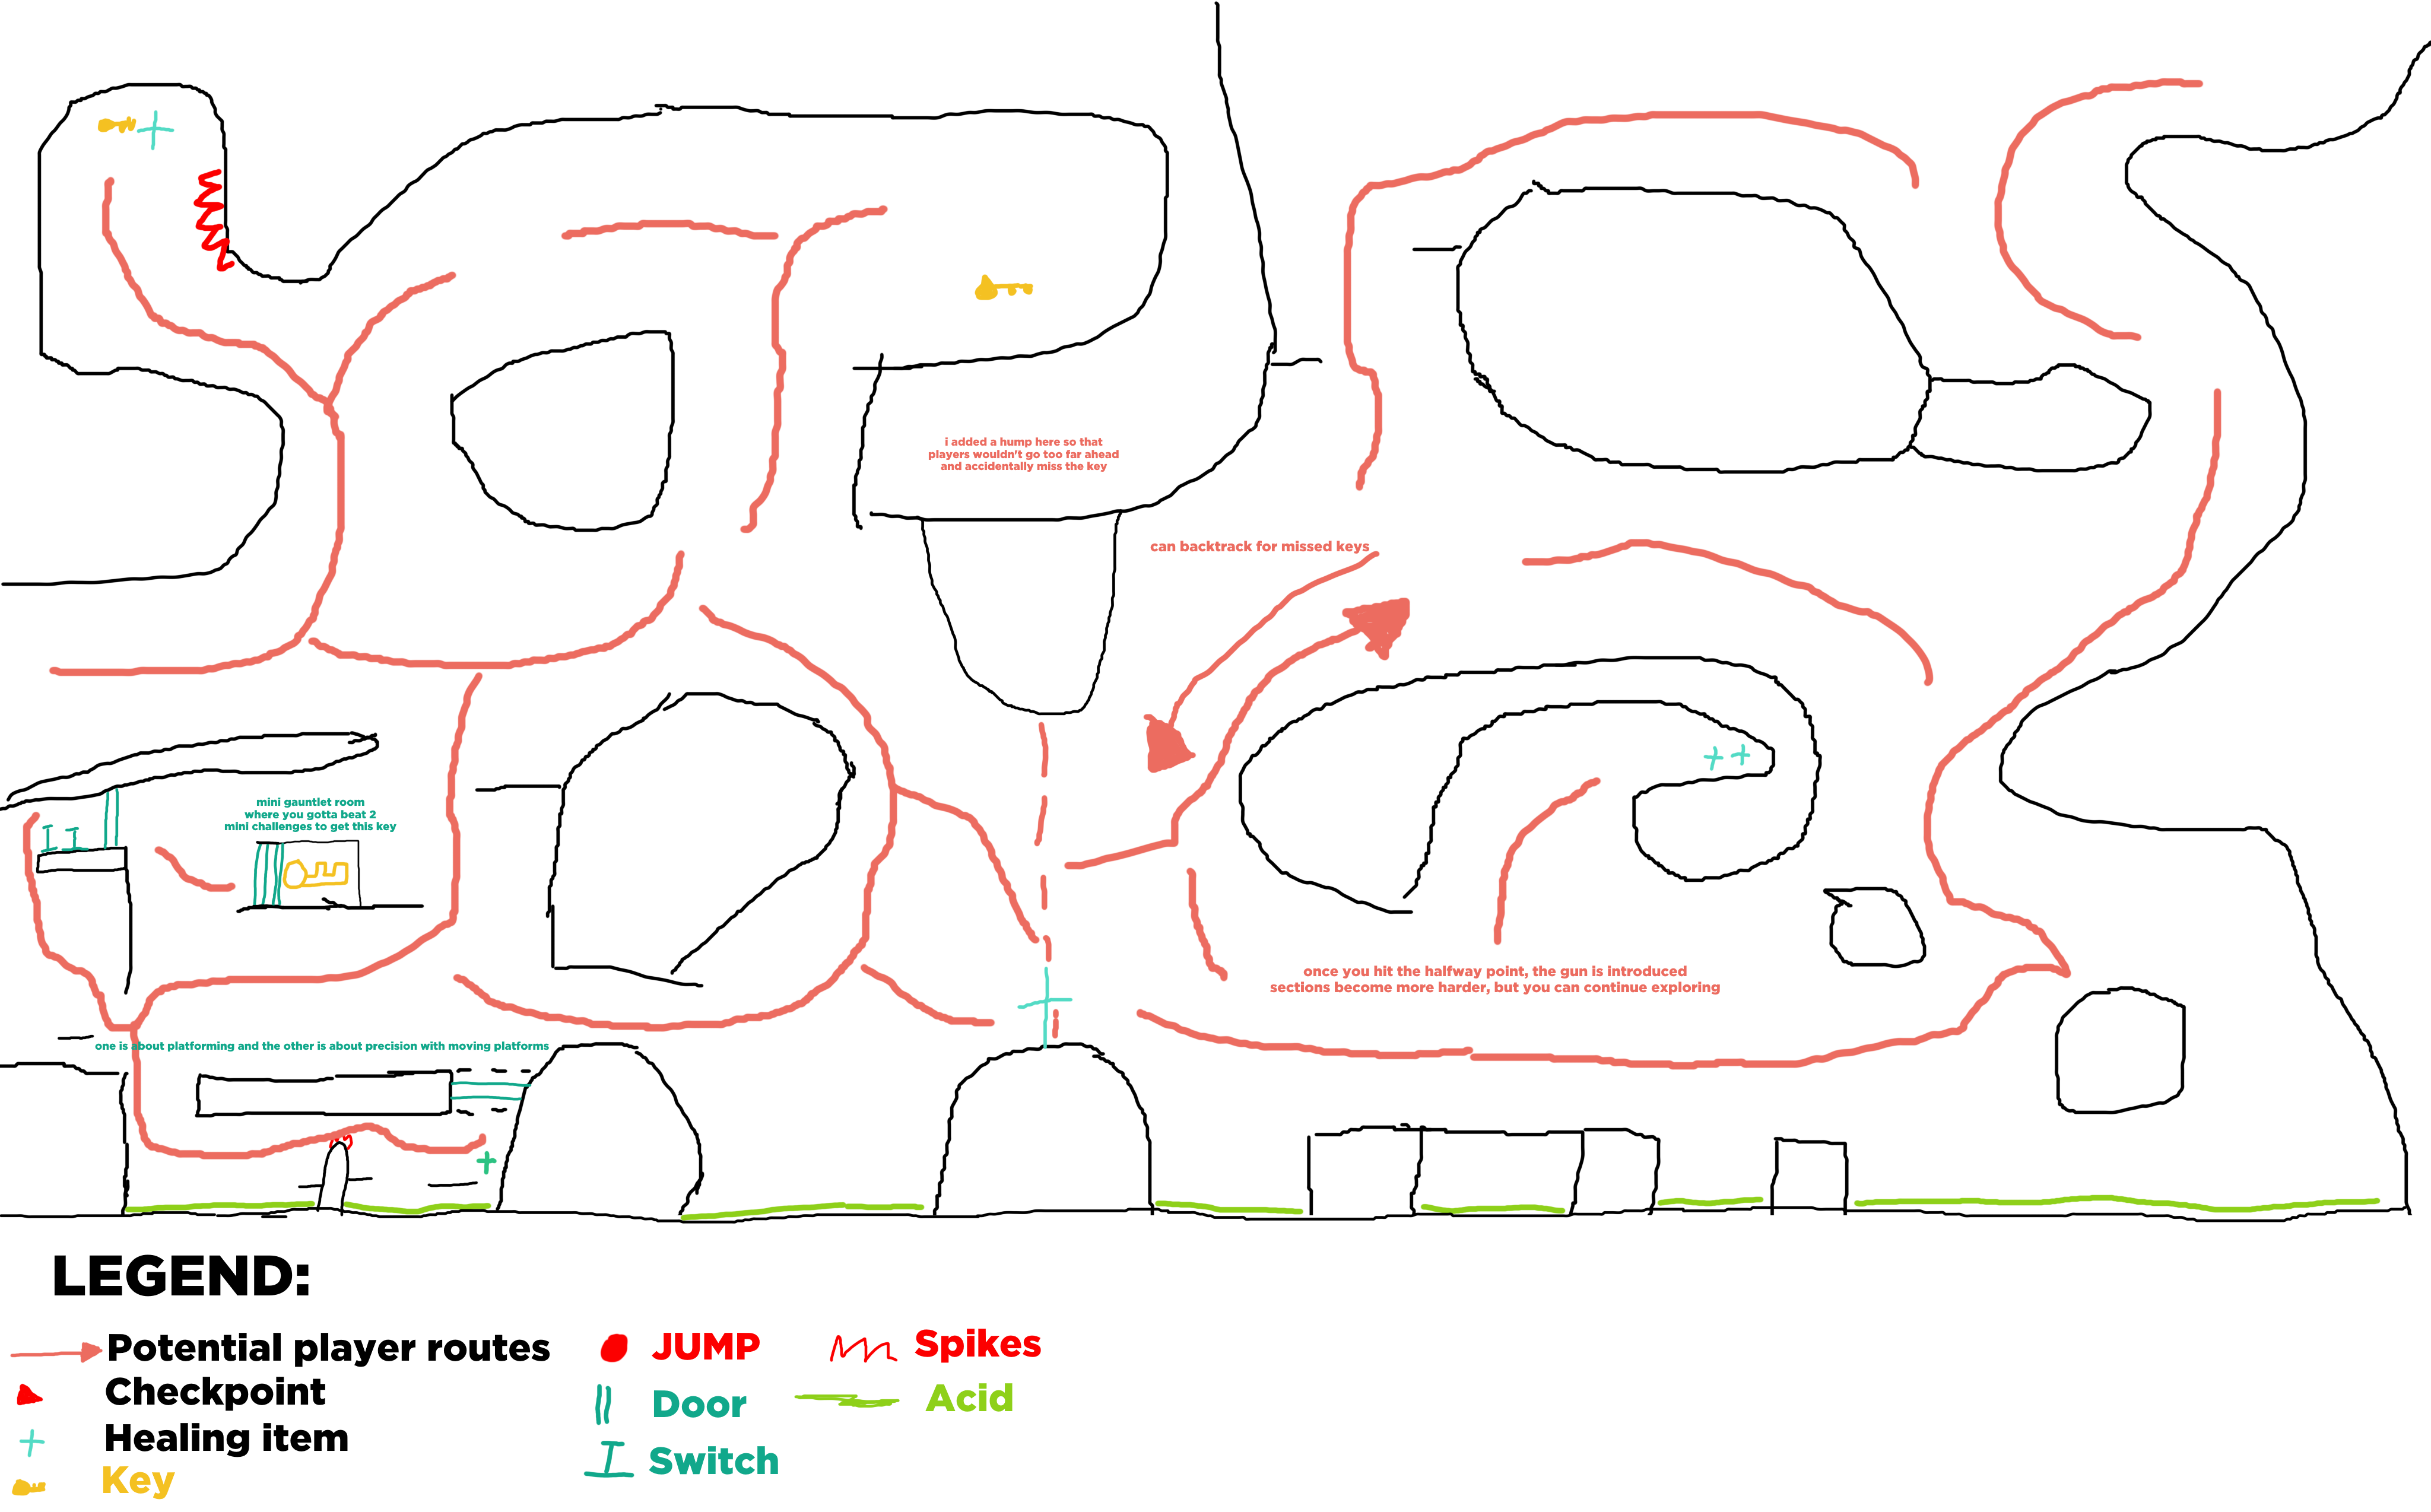 i added a hump here so that
players wouldn't go too far ahead
and accidentally miss the key
can backtrack for missed keys
mini gauntlet room
where you gotta beat 2
mini challenges to get this key
once you hit the halfway point, the gun is introduced
sections become more harder, but you can continue exploring
one is about platforming and the other is about precision with moving platforms
LEGEND:
Potential player routes
Checkpoint
Healing item
Key
JUMP
Door
Switch
Spikes
Acid